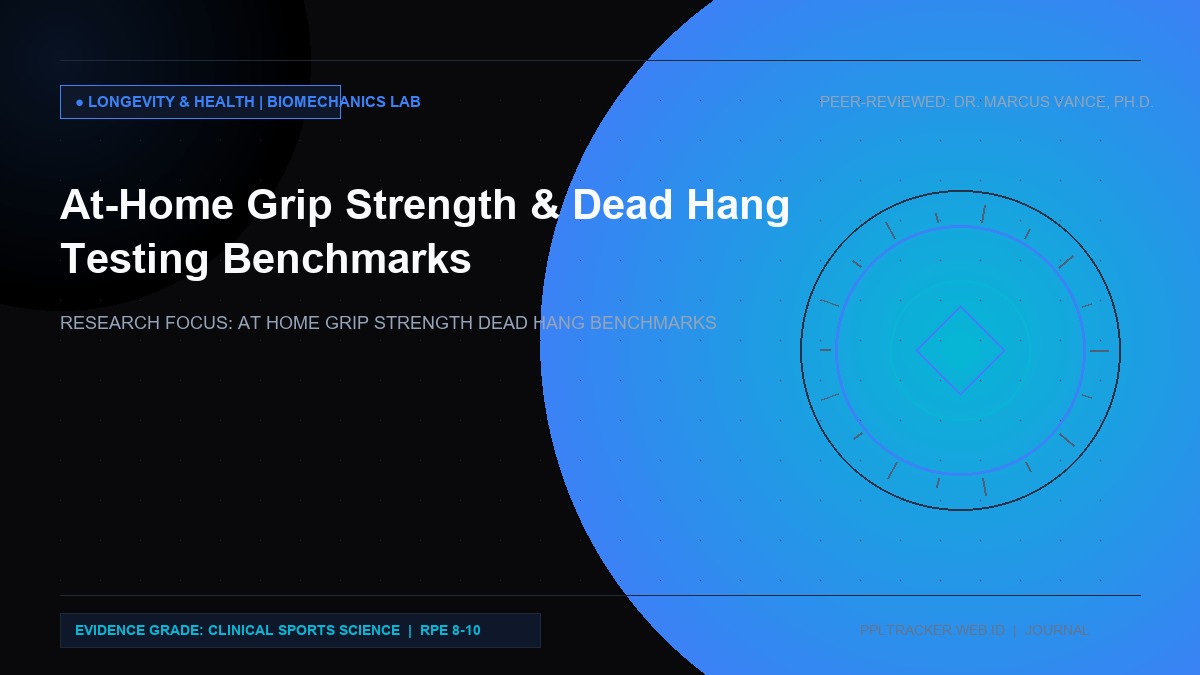 ● LONGEVITY & HEALTH | BIOMECHANICS LAB
PEER-REVIEWED: DR. MARCUS VANCE, PH.D.
At-Home Grip Strength & Dead Hang
Testing Benchmarks
RESEARCH FOCUS: AT HOME GRIP STRENGTH DEAD HANG BENCHMARKS
EVIDENCE GRADE: CLINICAL SPORTS SCIENCE | RPE 8-10
PPLTRACKER.WEB.ID | JOURNAL